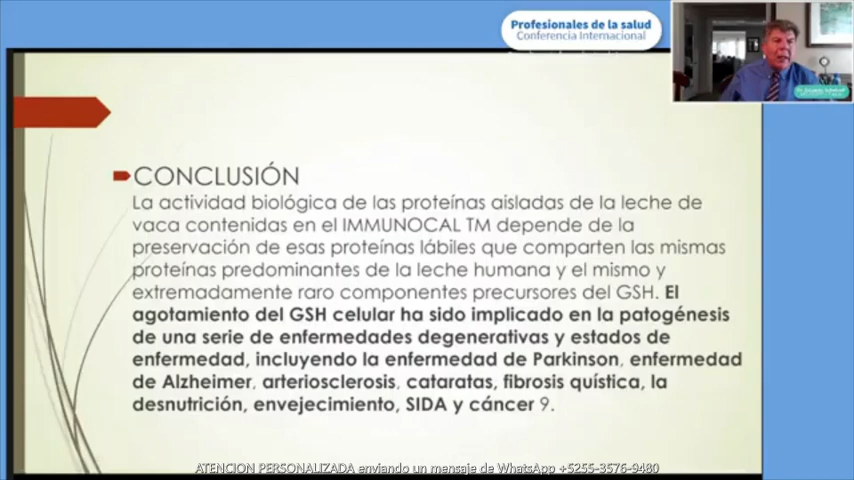 Profesionales de la salud
Conferencia Internacional
CONCLUSIÓN
La actividad biológica de las proteínas aisladas de la leche de
vaca contenidas en el IMMUNOCAL TM depende de la
preservación de esas proteínas lábiles que comparten las mismas
proteínas predominantes de la leche humana y el mismo y
extremadamente raro componentes precursores del GSH. El
agotamiento del GSH celular ha sido implicado en la patogénesis
de una serie de enfermedades degenerativas y estados de
enfermedad, incluyendo la enfermedad de Parkinson, enfermedad
de Alzheimer, arteriosclerosis, cataratas, fibrosis quística, la
desnutrición, envejecimiento, SIDA y cáncer 9.
ATENCION PERSONALIZADA enviando un mensaje de WhatsApp +5255-3576-9480